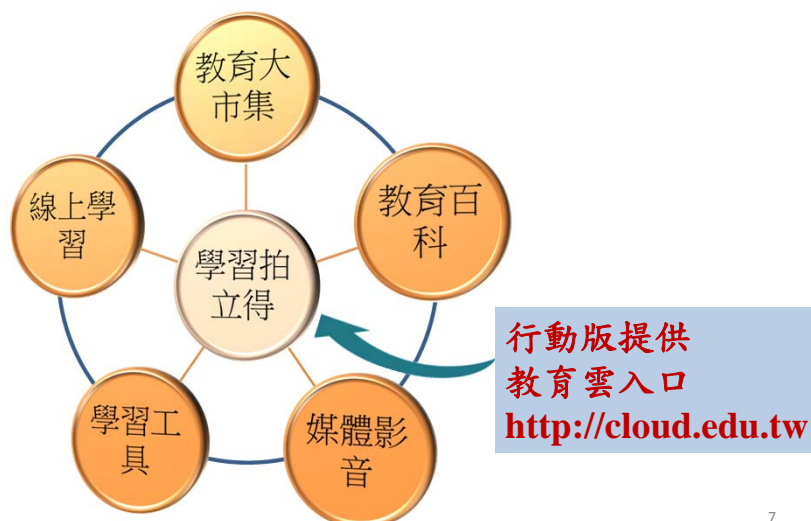 教育大
市集
教育百
科
線上學
習
學習拍
立得
學習工
具
媒體影
音
行動版提供
教育雲入口
http://cloud.edu.tw
7